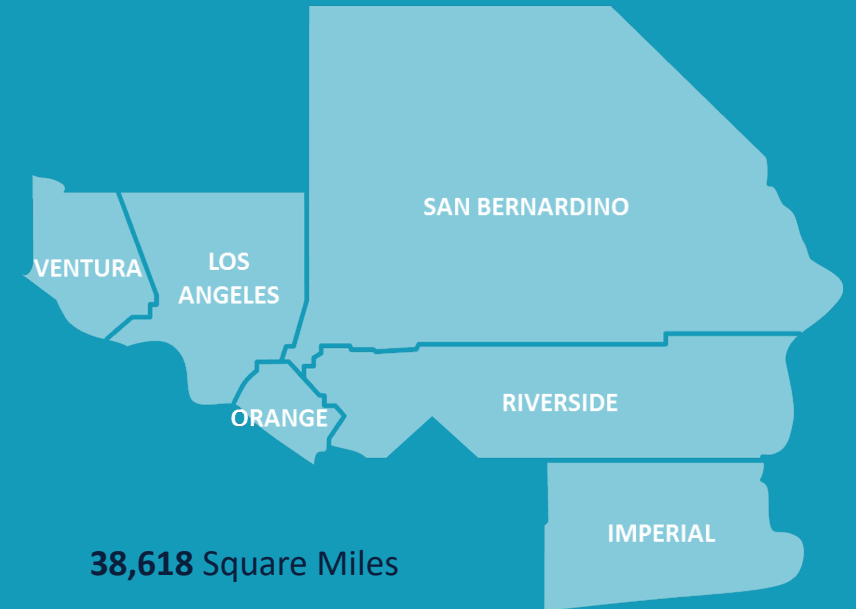 SAN BERNARDINO
VENTURA
LOS
ANGELES
ORANGE
RIVERSIDE
IMPERIAL
38,618 Square Miles